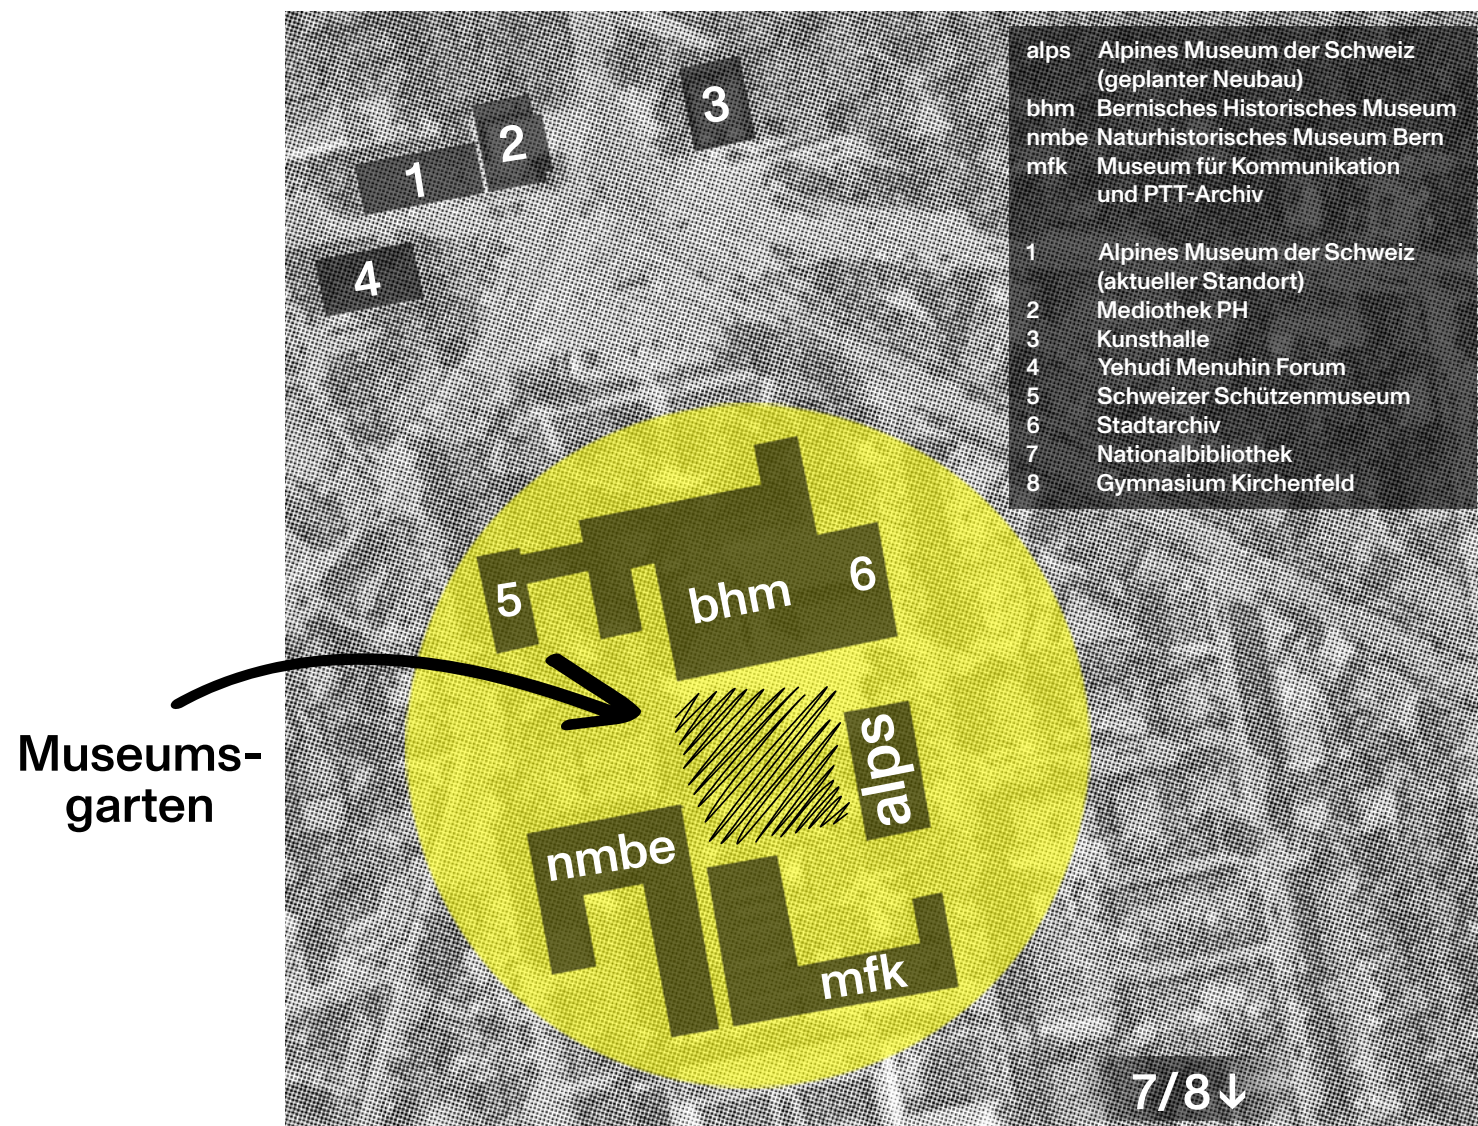 alps Alpines Museum der Schweiz
(geplanter Neubau)
bhm Bernisches Historisches Museum
nmbe Naturhistorisches Museum Bern
mfk Museum für Kommunikation
und PTT-Archiv
1 Alpines Museum der Schweiz
(aktueller Standort)
2 Mediothek PH
3 Kunsthalle
4 Yehudi Menuhin Forum
5 Schweizer Schützenmuseum
6 Stadtarchiv
7 Nationalbibliothek
8 Gymnasium Kirchenfeld
3
2
1
4
bhm
6
5
Museums-
garten
alps
nmbe
mfk
7/8↓